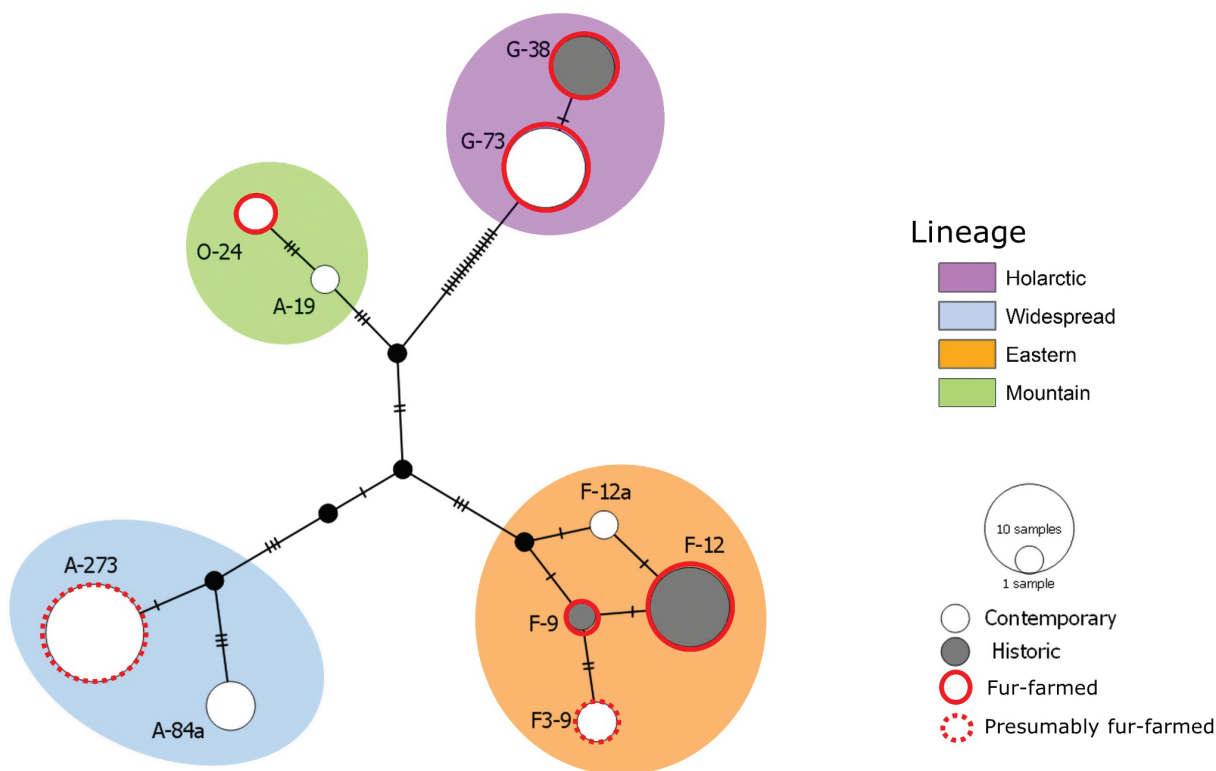 G-38
G-73
O-24
A-19
Lineage
Holarctic
Widespread
Eastern
Mountain
F-12a
F-12
A-273
F-9
A-84a
F3-9
10 samples
1 sample
Contemporary
Historic
Fur-farmed
Presumably fur-farmed